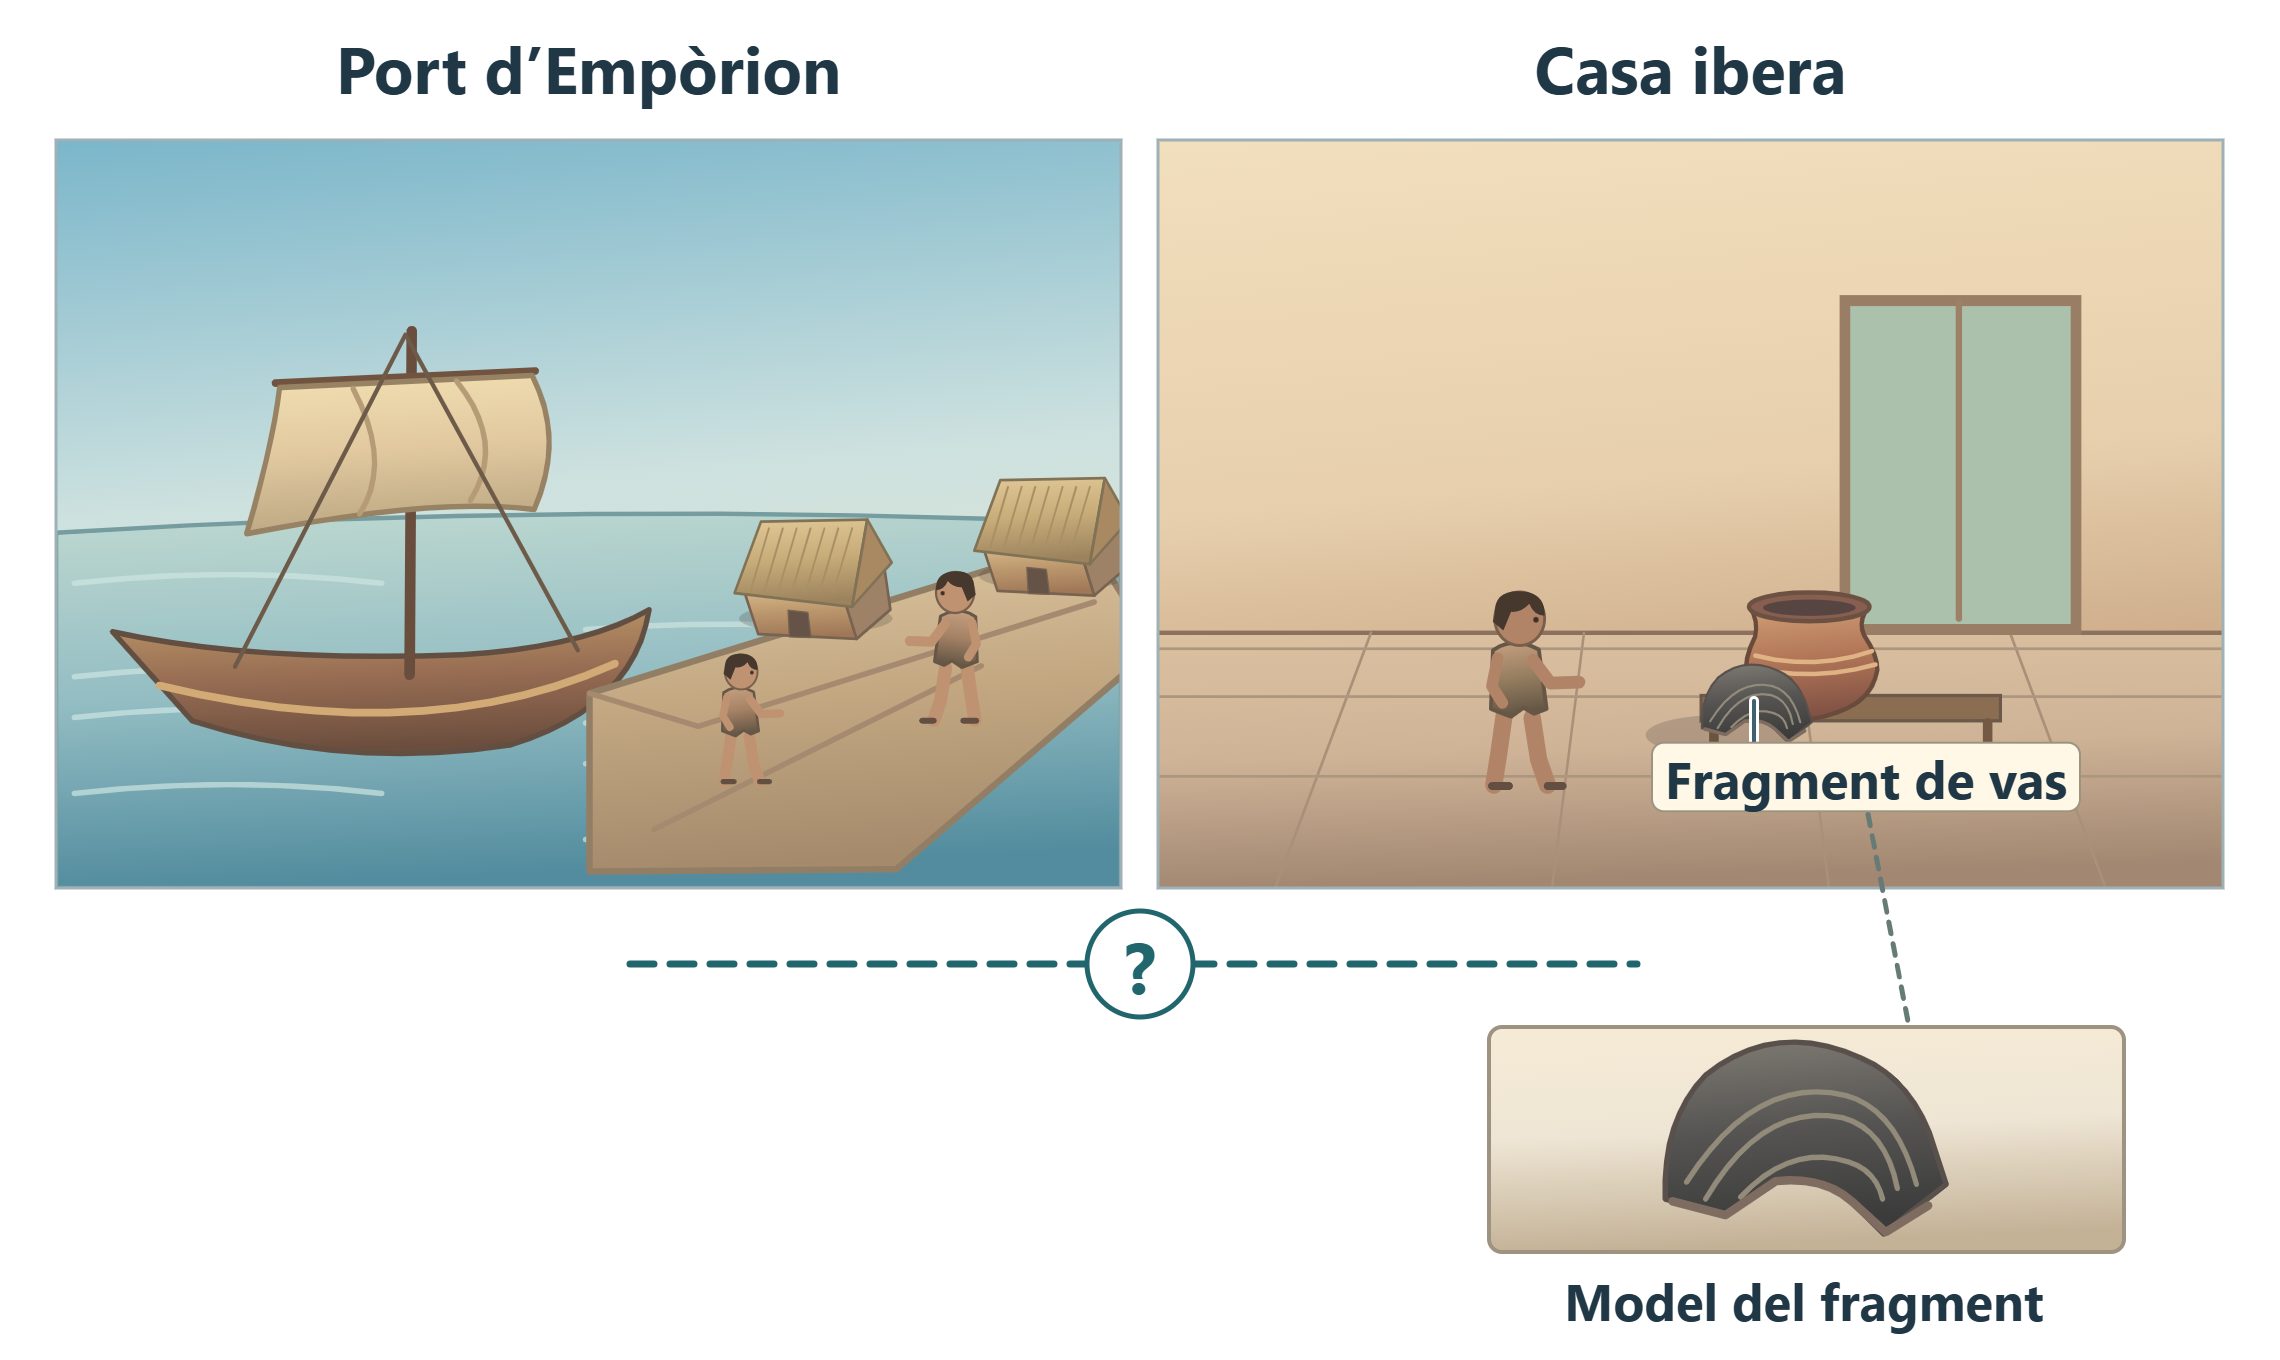 Port d’Empòrion
Casa ibera
Fragment de vas
?
Model del fragment